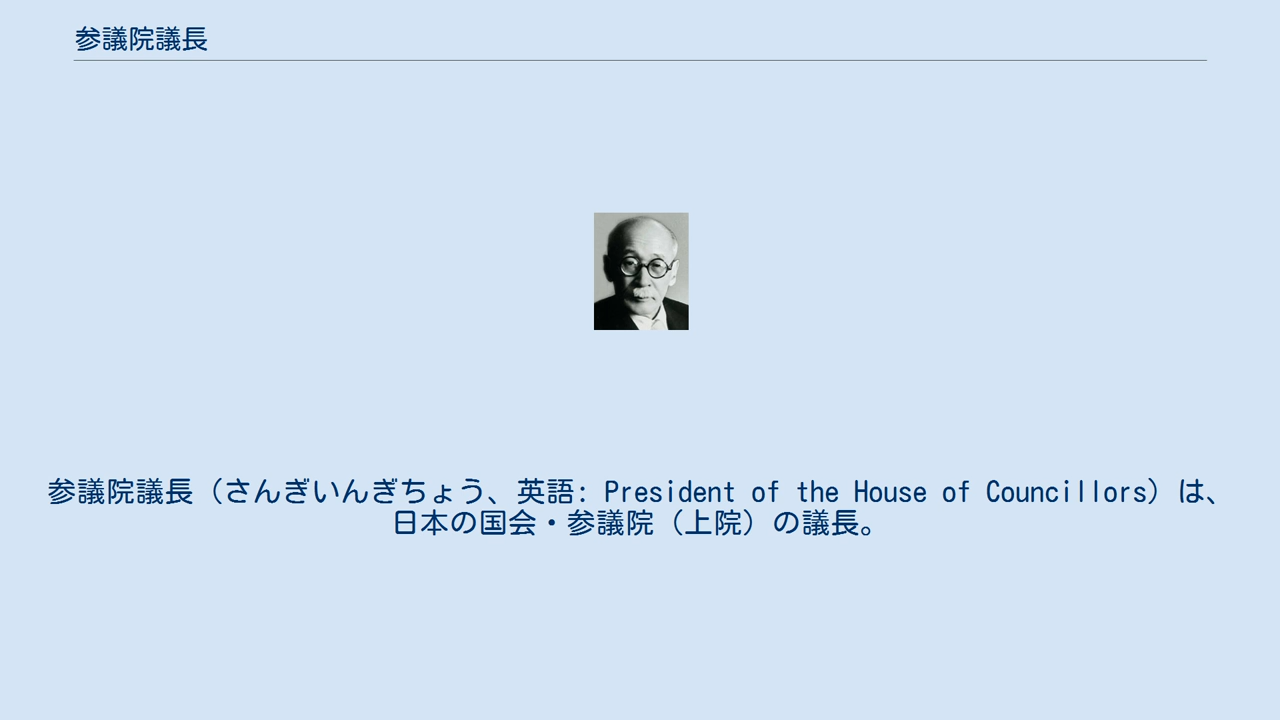 参議院議長
参議院議長（さんぎいんぎちょう、英語: President of the House of Councillors）は、
日本の国会・参議院（上院）の議長。